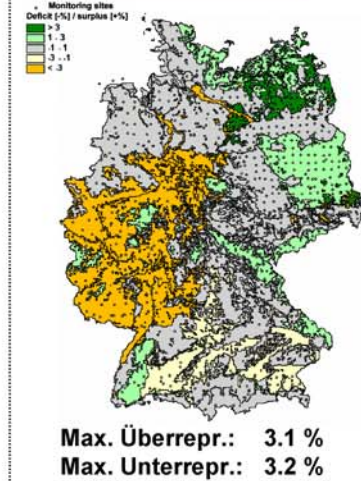 Monitoring sites
Deficit [-%] / surplus [+%]
> 3
1 - 3
-1 - 1
-3 - -1
< -3
Max. Überrepr.: 3.1 %
Max. Unterrepr.: 3.2 %